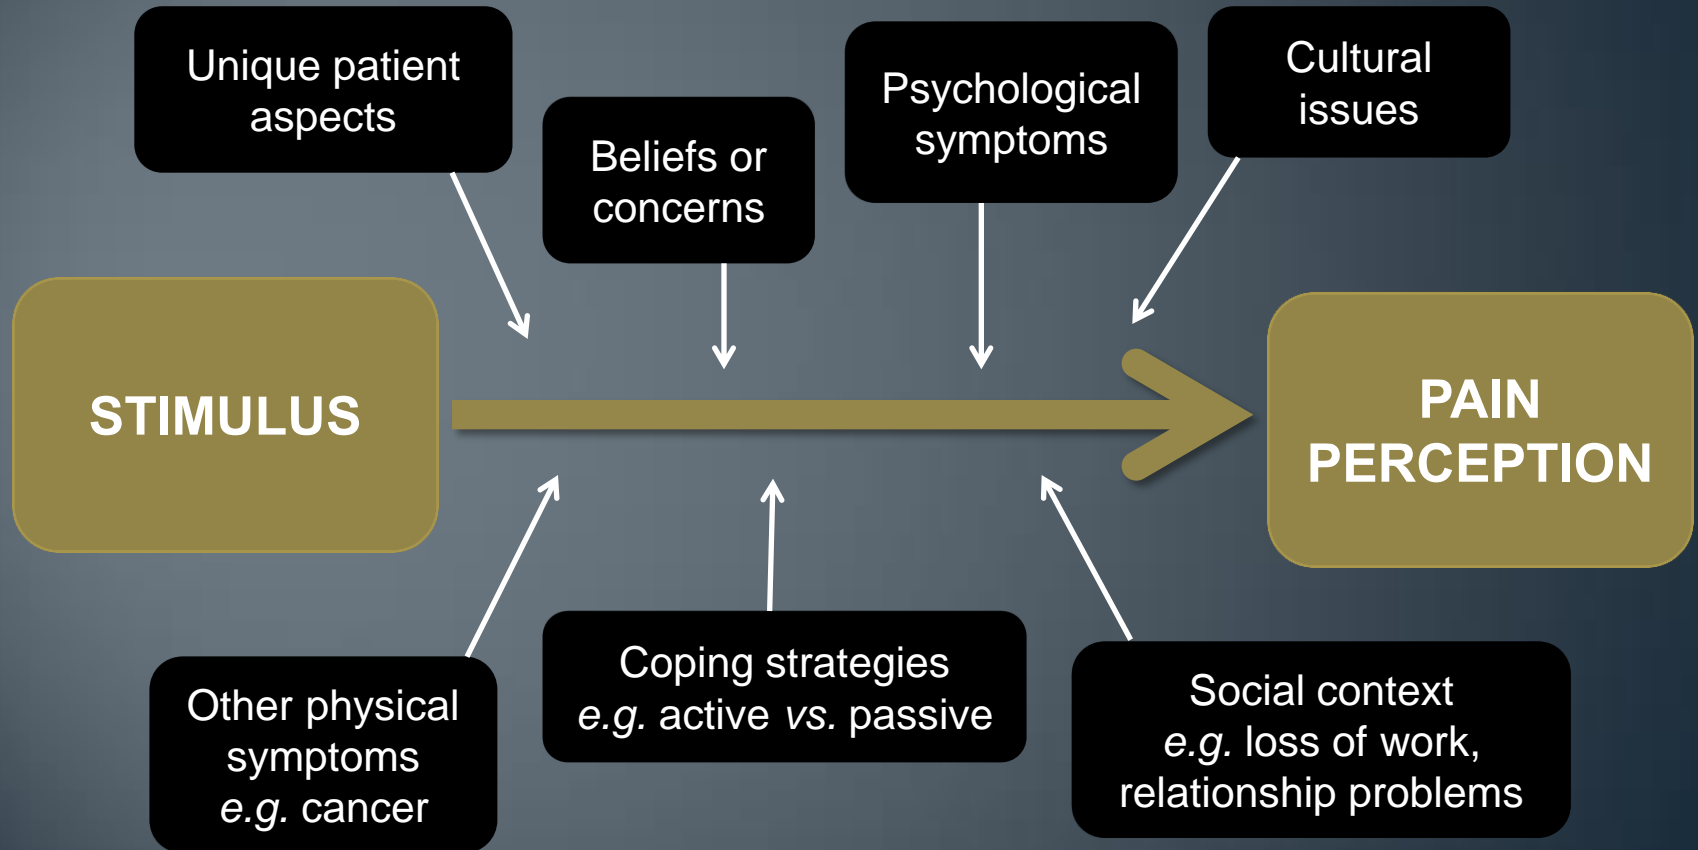 Unique patient
aspects
Beliefs or
concerns
Psychological
symptoms
Cultural
issues
STIMULUS
PAIN
PERCEPTION
Other physical
symptoms
e.g. cancer
Coping strategies
e.g. active vs. passive
Social context
e.g. loss of work,
relationship problems